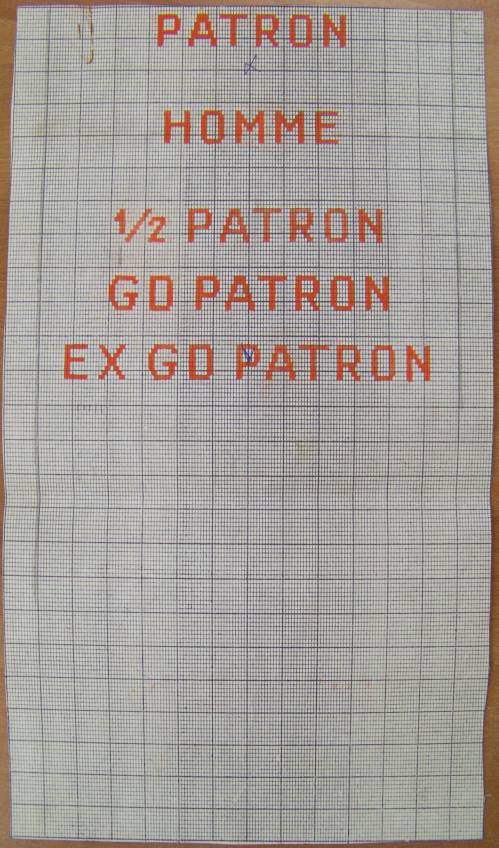 PATRON
HOMME
1/2 PATRON
GD PATRON
EX GD PATRON